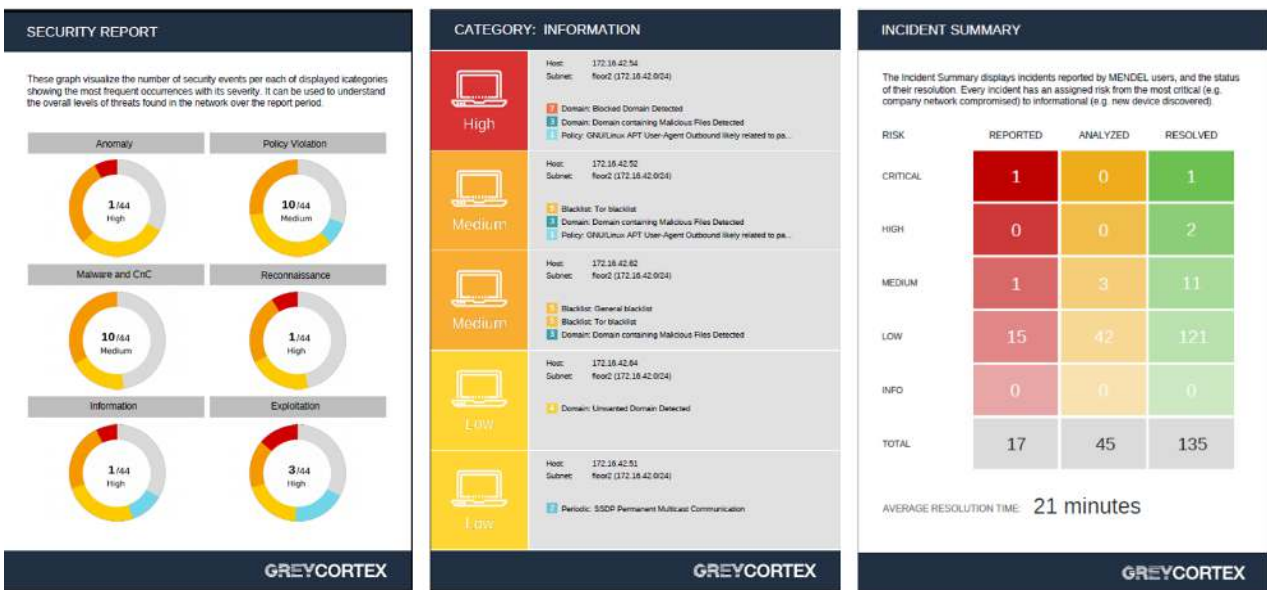 SECURITY REPORT
These graph visualize the number of security events per each of displayed icategories
showing the most frequent occurrences with its severity. It can be used to understand
the overall levels of threats found in the network over the report period.
Anomaly
Policy Violation
1/44
High
10/44
Medium
Malware and CnC
Reconnaissance
10/44
Medium
1/44
High
Information
Exploitation
1/44
High
3/44
High
GREYCORTEX
CATEGORY: INFORMATION
High
Host: 172.16.42.54
Subnet: floor2 (172.16.42.0/24)
7 Domain: Blocked Domain Detected
3 Domain: Domain containing Malicious Files Detected
1 Policy: GNU/Linux APT User-Agent Outbound likely related to pa...
Medium
Host: 172.16.42.52
Subnet: floor2 (172.16.42.0/24)
5 Blacklist: Tor blacklist
3 Domain: Domain containing Malicious Files Detected
1 Policy: GNU/Linux APT User-Agent Outbound likely related to pa...
Medium
Host: 172.16.42.62
Subnet: floor2 (172.16.42.0/24)
5 Blacklist: General blacklist
5 Blacklist: Tor blacklist
3 Domain: Domain containing Malicious Files Detected
Low
Host: 172.16.42.64
Subnet: floor2 (172.16.42.0/24)
4 Domain: Unwanted Domain Detected
Low
Host: 172.16.42.51
Subnet: floor2 (172.16.42.0/24)
2 Periodic: SSDP Permanent Multicast Communication
GREYCORTEX
INCIDENT SUMMARY
The Incident Summary displays incidents reported by MENDEL users, and the status
of their resolution. Every incident has an assigned risk from the most critical (e.g.
company network compromised) to informational (e.g. new device discovered).
RISK REPORTED ANALYZED RESOLVED
CRITICAL 1 0 1
HIGH 0 0 2
MEDIUM 1 3 11
LOW 15 42 121
INFO 0 0 0
TOTAL 17 45 135
AVERAGE RESOLUTION TIME: 21 minutes
GREYCORTEX